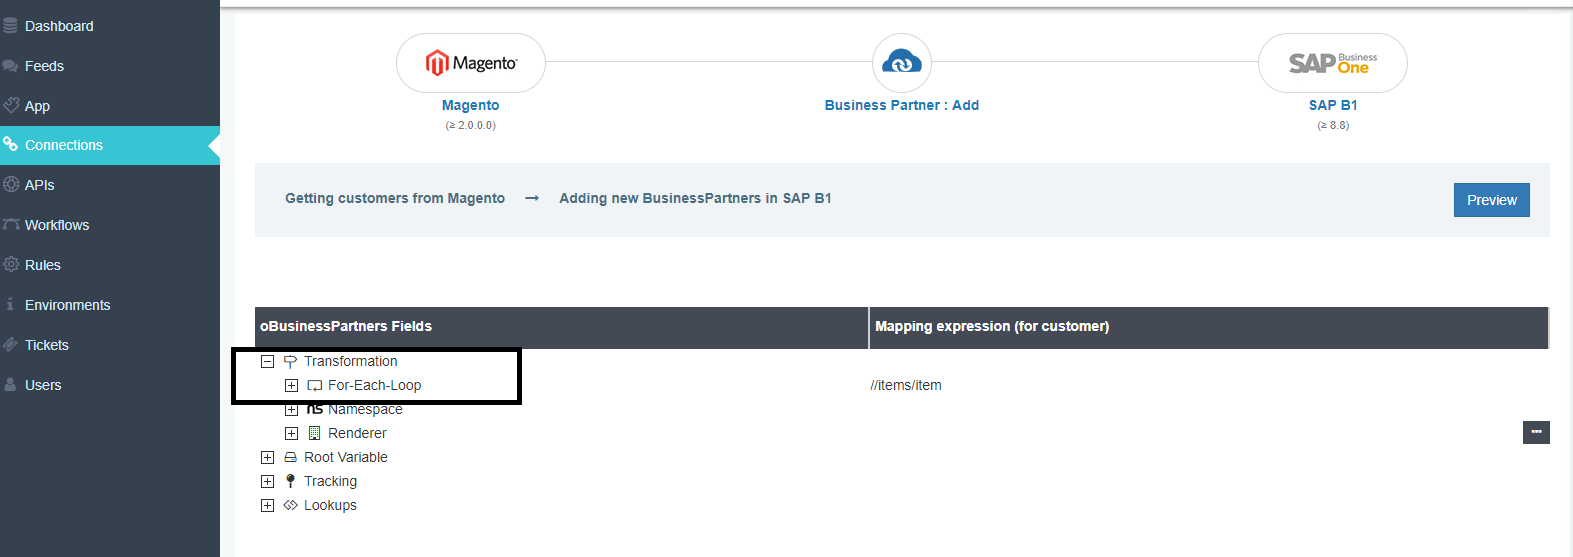 Dashboard
Feeds
App
Connections
APIs
Workflows
Rules
Environments
Tickets
Users
Magento
Magento
(≥ 2.0.0.0)
Business Partner : Add
SAP Business One
SAP B1
(≥ 8.8)
Getting customers from Magento → Adding new BusinessPartners in SAP B1
Preview
oBusinessPartners Fields
Mapping expression (for customer)
Transformation
For-Each-Loop
//items/item
ns Namespace
Renderer
Root Variable
Tracking
Lookups